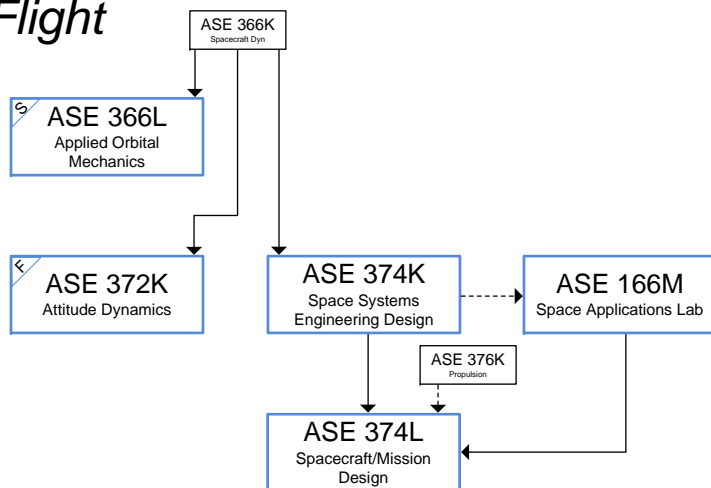 Flight
ASE 366K
Spacecraft Dyn
S
ASE 366L
Applied Orbital
Mechanics
F
ASE 372K
Attitude Dynamics
ASE 374K
Space Systems
Engineering Design
ASE 166M
Space Applications Lab
ASE 376K
Propulsion
ASE 374L
Spacecraft/Mission
Design